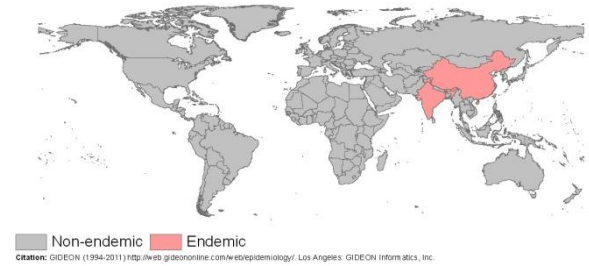 Non-endemic Endemic
Citation: GIDEON (1994-2011) http://web.gideononline.com/web/epidemiology/. Los Angeles: GIDEON Informatics, Inc.